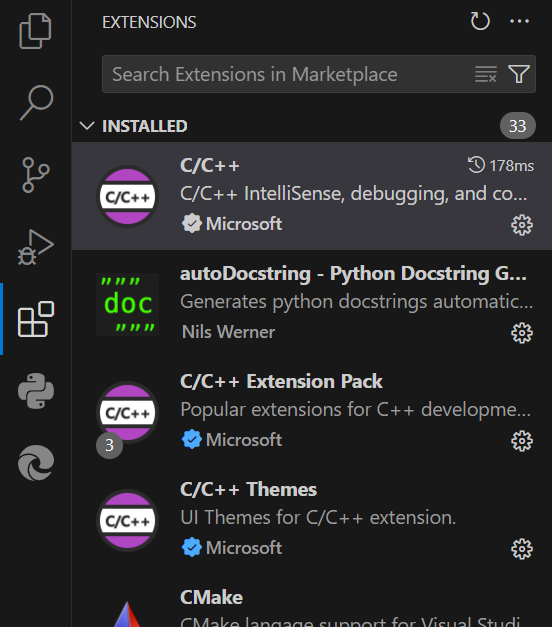 EXTENSIONS
Search Extensions in Marketplace
INSTALLED 33
C/C++ 178ms
C/C++
C/C++ IntelliSense, debugging, and co...
Microsoft
autoDocstring - Python Docstring G...
””” doc ”””
Generates python docstrings automatic...
Nils Werner
C/C++ Extension Pack
C/C++
Popular extensions for C++ developme...
3
Microsoft
C/C++ Themes
C/C++
UI Themes for C/C++ extension.
Microsoft
CMake
CMake langage support for Visual Studi...